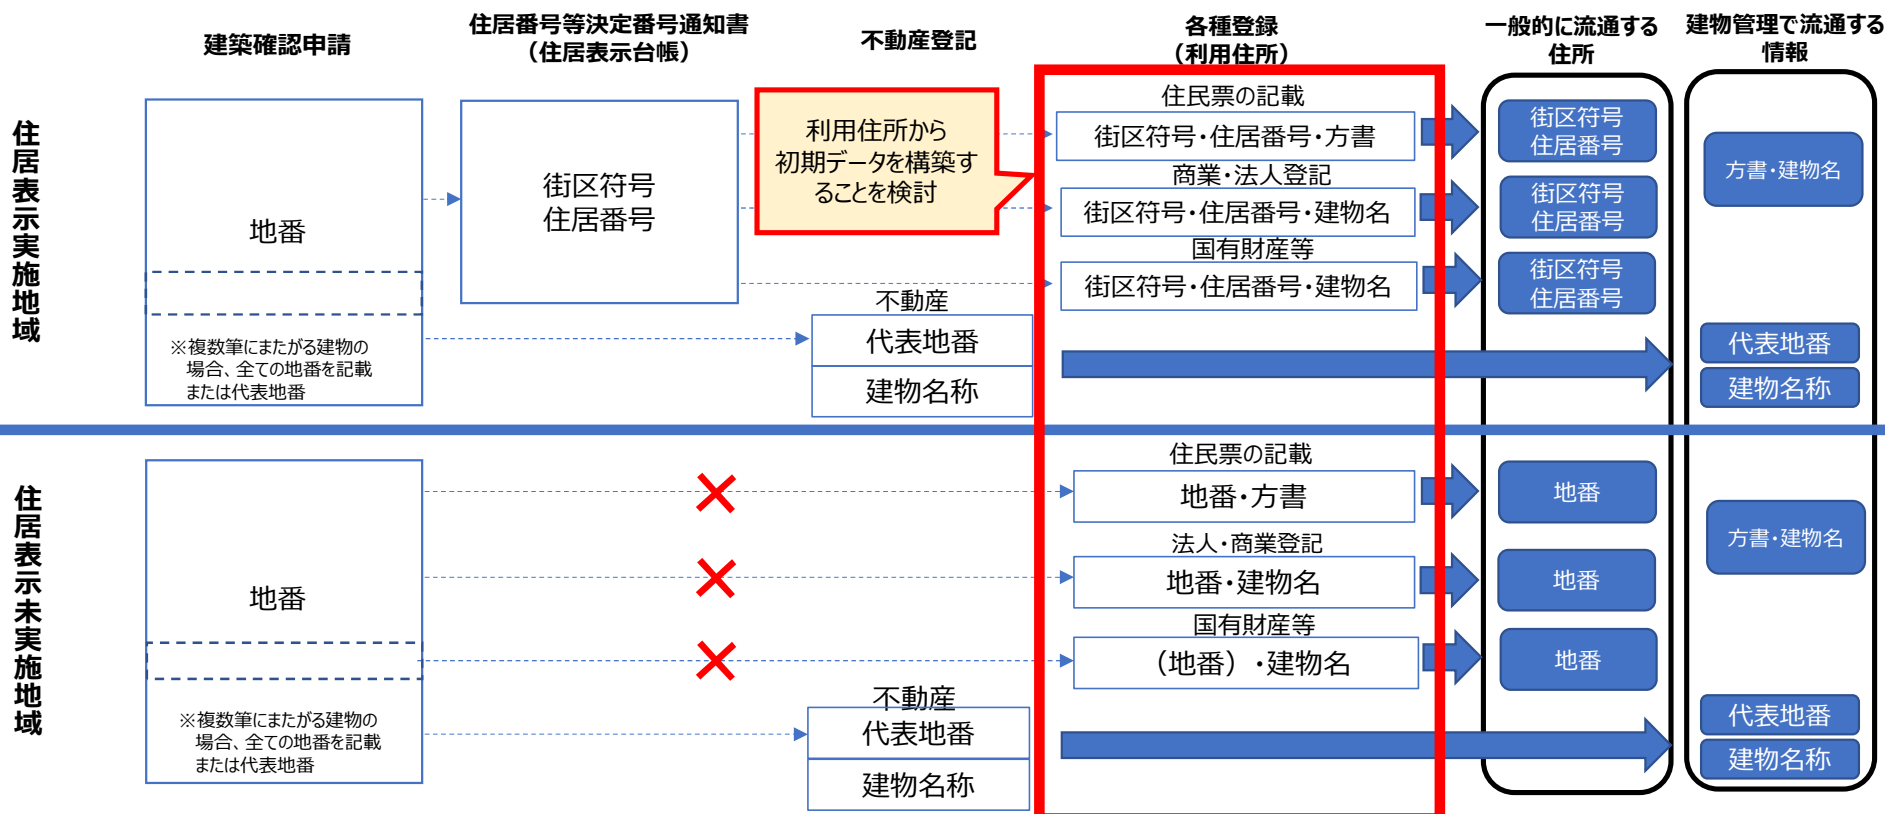 建築確認申請
住居番号等決定番号通知書
（住居表示台帳）
不動産登記
各種登録
（利用住所）
一般的に流通する
住所
建物管理で流通する
情報
住居表示実施地域
地番
※複数筆にまたがる建物の
場合、全ての地番を記載
または代表地番
街区符号
住居番号
利用住所から
初期データを構築す
ることを検討
不動産
代表地番
建物名称
住民票の記載
街区符号・住居番号・方書
商業・法人登記
街区符号・住居番号・建物名
国有財産等
街区符号・住居番号・建物名
街区符号
住居番号
街区符号
住居番号
街区符号
住居番号
方書・建物名
代表地番
建物名称
住居表示未実施地域
地番
※複数筆にまたがる建物の
場合、全ての地番を記載
または代表地番
不動産
代表地番
建物名称
住民票の記載
地番・方書
法人・商業登記
地番・建物名
国有財産等
（地番）・建物名
地番
地番
地番
方書・建物名
代表地番
建物名称